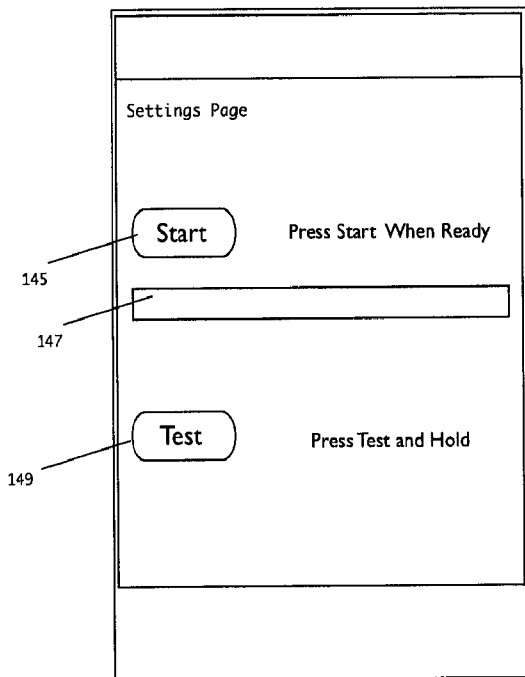 Settings Page
Start Press Start When Ready
145
147
Test Press Test and Hold
149